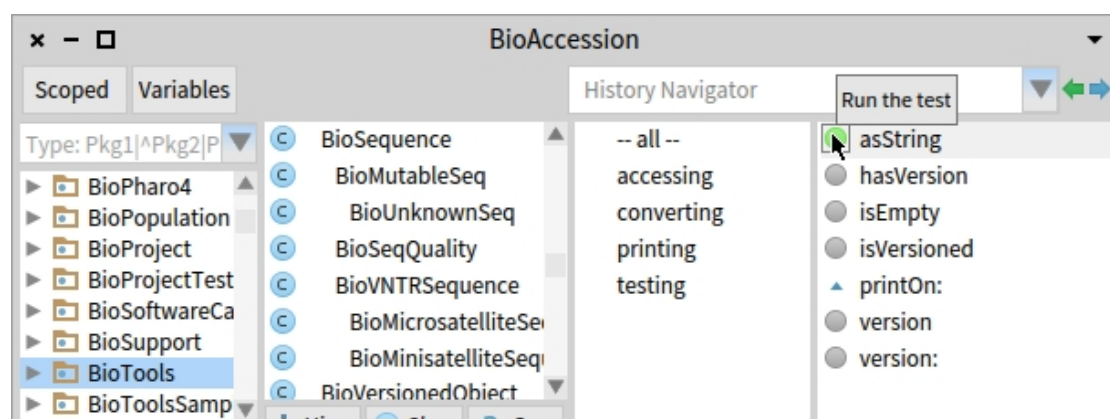 BioAccession
Scoped
Variables
History Navigator
Run the test
Type: Pkg1|^Pkg2|P
BioPharo4
BioPopulation
BioProject
BioProjectTest
BioSoftwareCa
BioSupport
BioTools
BioToolsSamp
BioSequence
BioMutableSeq
BioUnknownSeq
BioSeqQuality
BioVNTRSequence
BioMicrosatelliteSe
BioMinisatelliteSeq
BioVersionedObject
-- all --
accessing
converting
printing
testing
asString
hasVersion
isEmpty
isVersioned
printOn:
version
version: